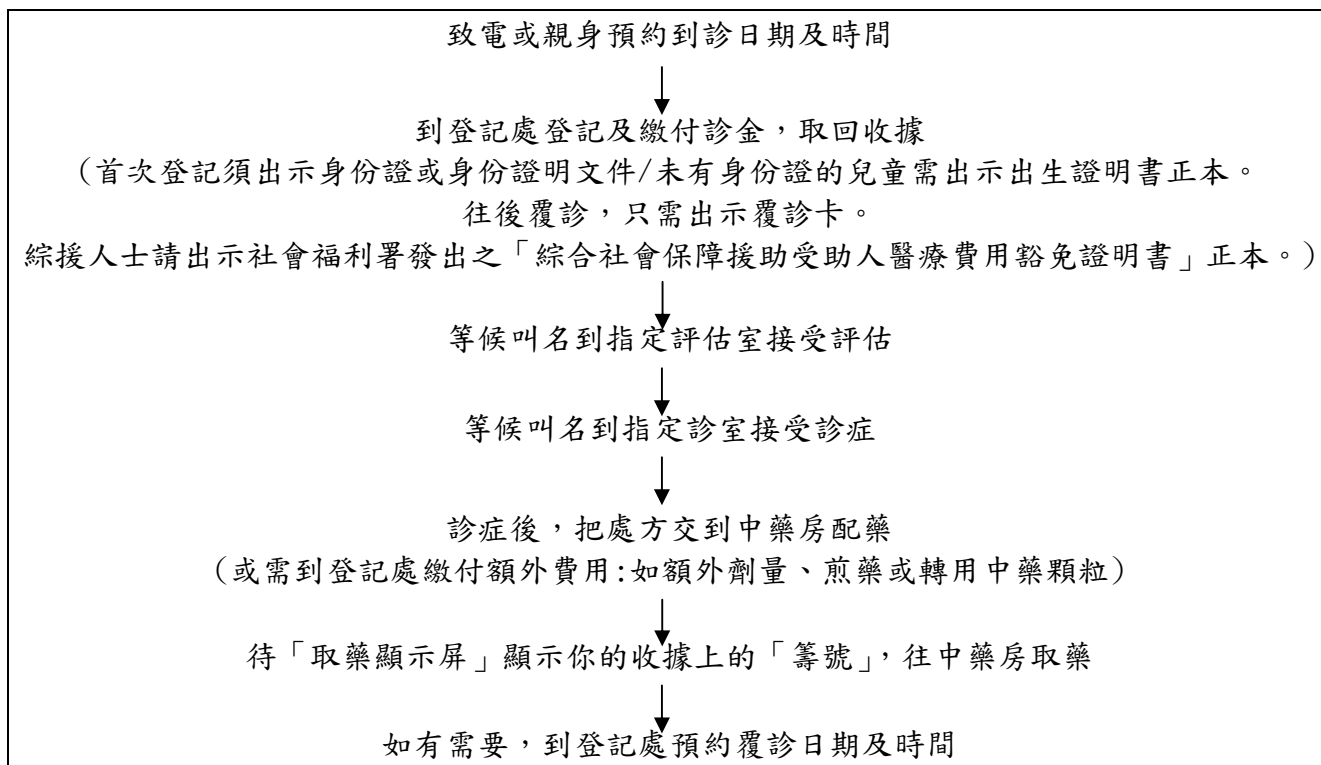 致電或親身預約到診日期及時間
到登記處登記及繳付診金，取回收據
（首次登記須出示身份證或身份證明文件/未有身份證的兒童需出示出生證明書正本。
往後覆診，只需出示覆診卡。
綜援人士請出示社會福利署發出之「綜合社會保障援助受助人醫療費用豁免證明書」正本。）
等候叫名到指定評估室接受評估
等候叫名到指定診室接受診症
診症後，把處方交到中藥房配藥
（或需到登記處繳付額外費用:如額外劑量、煎藥或轉用中藥顆粒）
待「取藥顯示屏」顯示你的收據上的「籌號」，往中藥房取藥
如有需要，到登記處預約覆診日期及時間